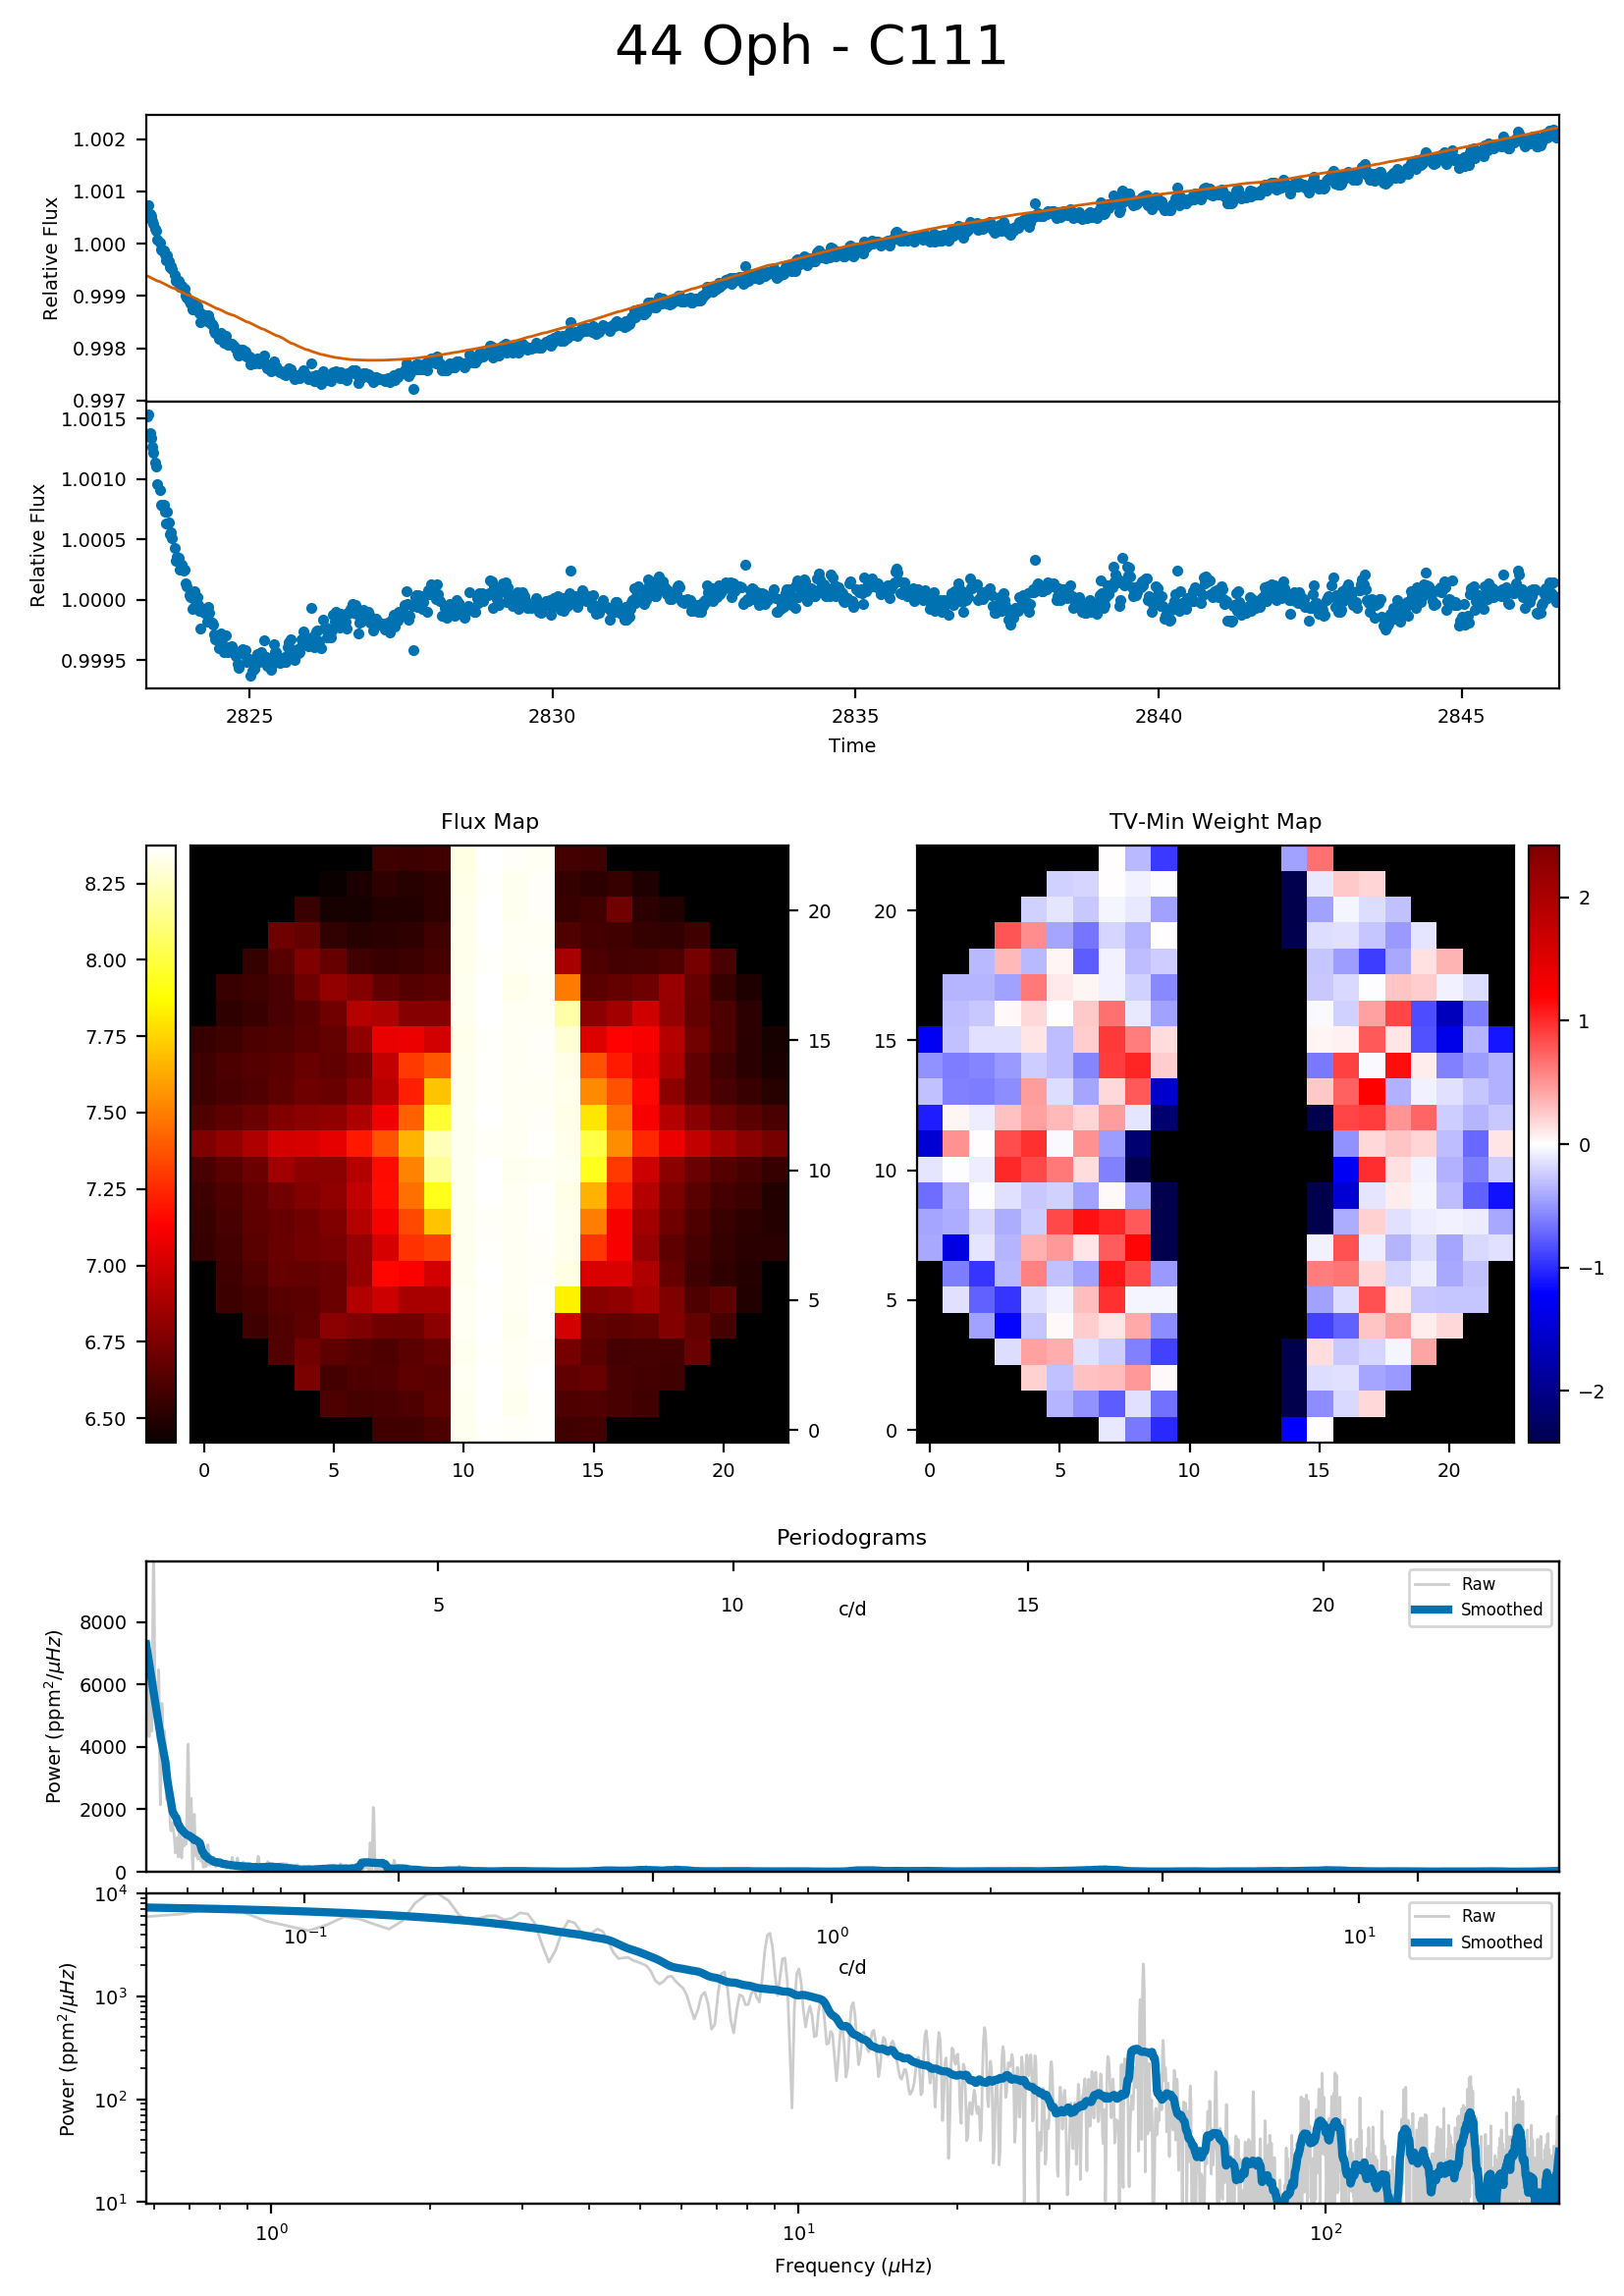 44 Oph - C111
1.002
1.001
1.000
0.999
0.998
0.997
Relative Flux
1.0015
1.0010
1.0005
1.0000
0.9995
Relative Flux
2825 2830 2835 2840 2845
Time
Flux Map
8.25
8.00
7.75
7.50
7.25
7.00
6.75
6.50
20
15
10
5
0
0 5 10 15 20
TV-Min Weight Map
20
15
10
5
0
0 5 10 15 20
2
1
0
−1
−2
Periodograms
5 10 15 20
c/d
Raw
Smoothed
8000
6000
4000
2000
0
Power (ppm²/μHz)
10⁻¹ 10⁰ 10¹
c/d
Raw
Smoothed
10⁴
10³
10²
10¹
Power (ppm²/μHz)
10⁰ 10¹ 10²
Frequency (μHz)